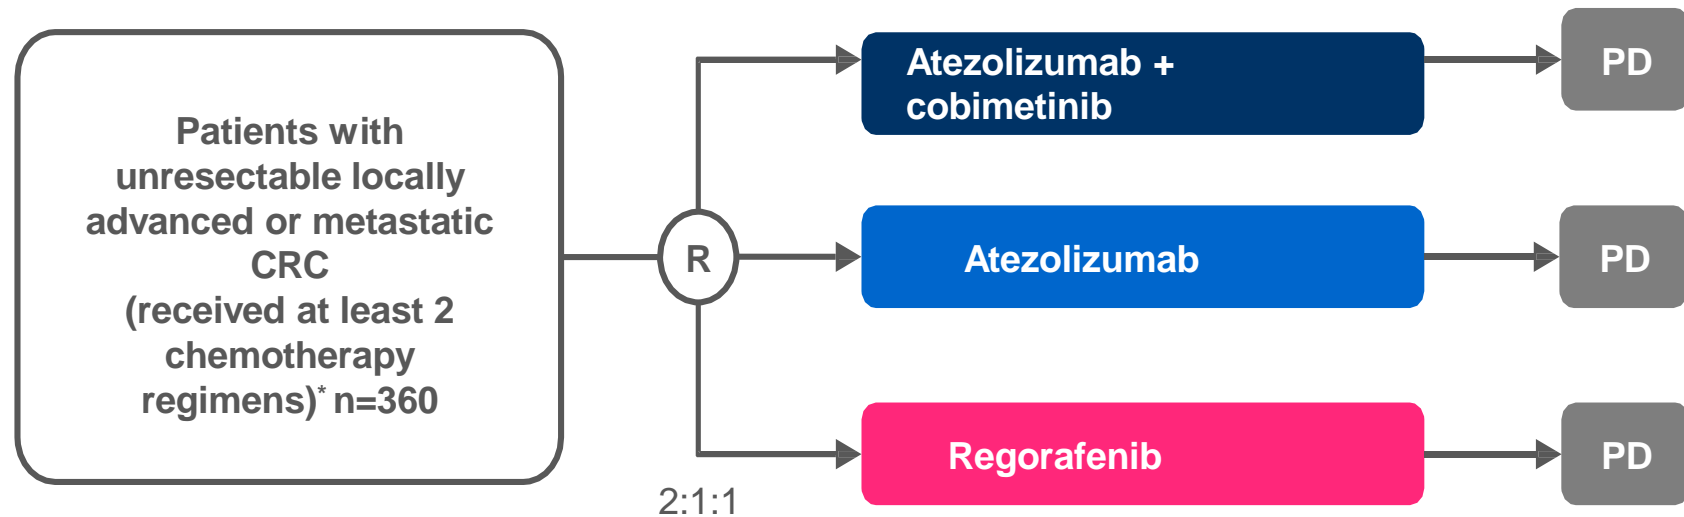 Patients with
unresectable locally
advanced or metastatic
CRC
(received at least 2
chemotherapy
regimens)* n=360
R
2:1:1
Atezolizumab +
cobimetinib
PD
Atezolizumab
PD
Regorafenib
PD